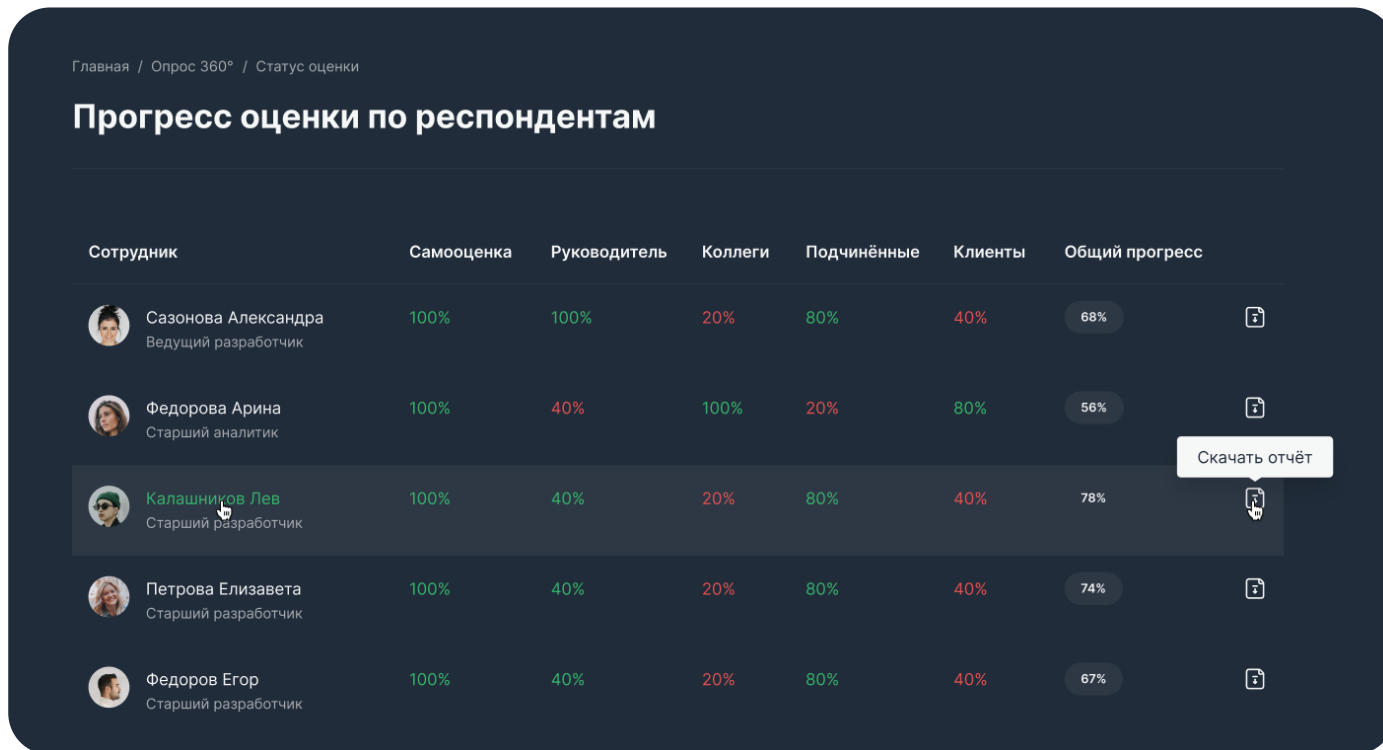 Главная / Опрос 360° / Статус оценки
Прогресс оценки по респондентам
Сотрудник Самооценка Руководитель Коллеги Подчинённые Клиенты Общий прогресс
Сазонова Александра 100% 100% 20% 80% 40% 68%
Ведущий разработчик
Федорова Арина 100% 40% 100% 20% 80% 56%
Старший аналитик
Скачать отчёт
Калашников Лев 100% 40% 20% 80% 40% 78%
Старший разработчик
Петрова Елизавета 100% 40% 20% 80% 40% 74%
Старший разработчик
Федоров Егор 100% 40% 20% 80% 40% 67%
Старший разработчик